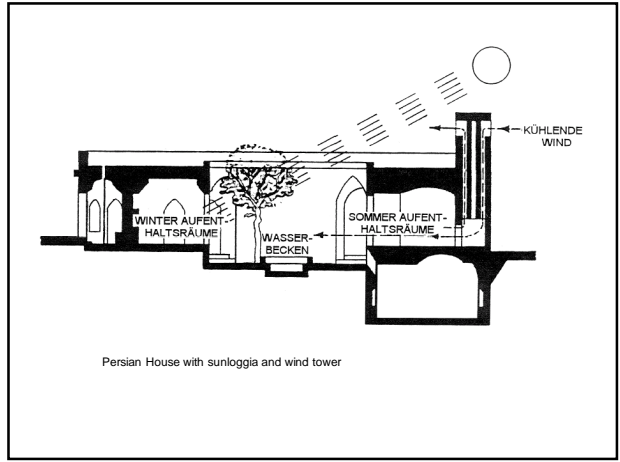 KÜHLENDE
WIND
WINTER AUFENT-
HALTSRÄUME
WASSER-
BECKEN
SOMMER AUFENT-
HALTSRÄUME
Persian House with sunloggia and wind tower